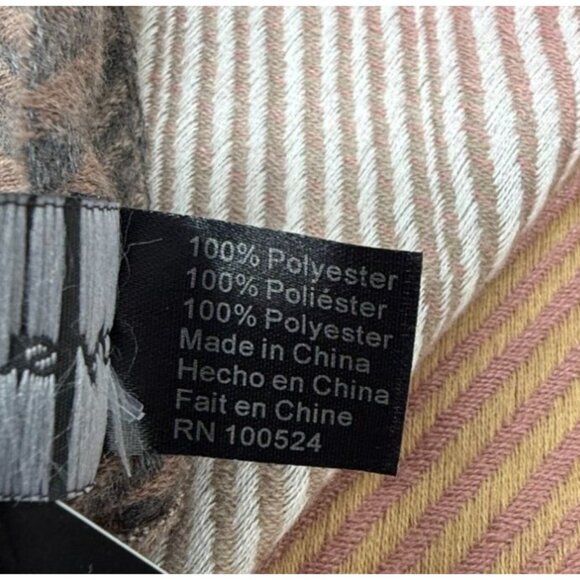 100% Polyester
100% Poliéster
100% Polyester
Made in China
Hecho en China
Fait en Chine
RN 100524